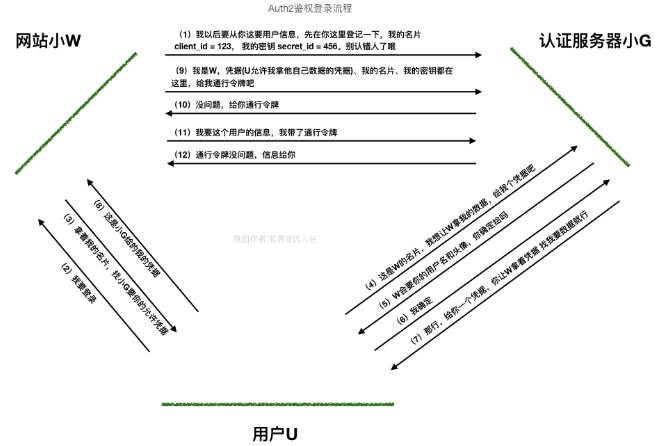 Auth2鉴权登录流程
网站小W
认证服务器小G
（1）我以后要从你这要用户信息，先在你这里登记一下，我的名片
client_id = 123， 我的密钥 secret_id = 456，别认错人了哦
（9）我是W，凭据(U允许我拿他自己数据的凭据)、我的名片、我的密钥都在
这里，给我通行令牌吧
（10）没问题，给你通行令牌
（11）我要这个用户的信息，我带了通行令牌
（12）通行令牌没问题，信息给你
（8）这是小G给的我的凭据
（3）拿着我的名片，找小G要你的允许凭据
（2）我要登录
（4）这是W的名片，我想让W拿我的数据，给我个凭据吧
（5）W会要你的用户名和头像，你确定给吗
（6）我确定
（7）那行，给你一个凭据，你让W拿着凭据 找我要数据就行
用户U